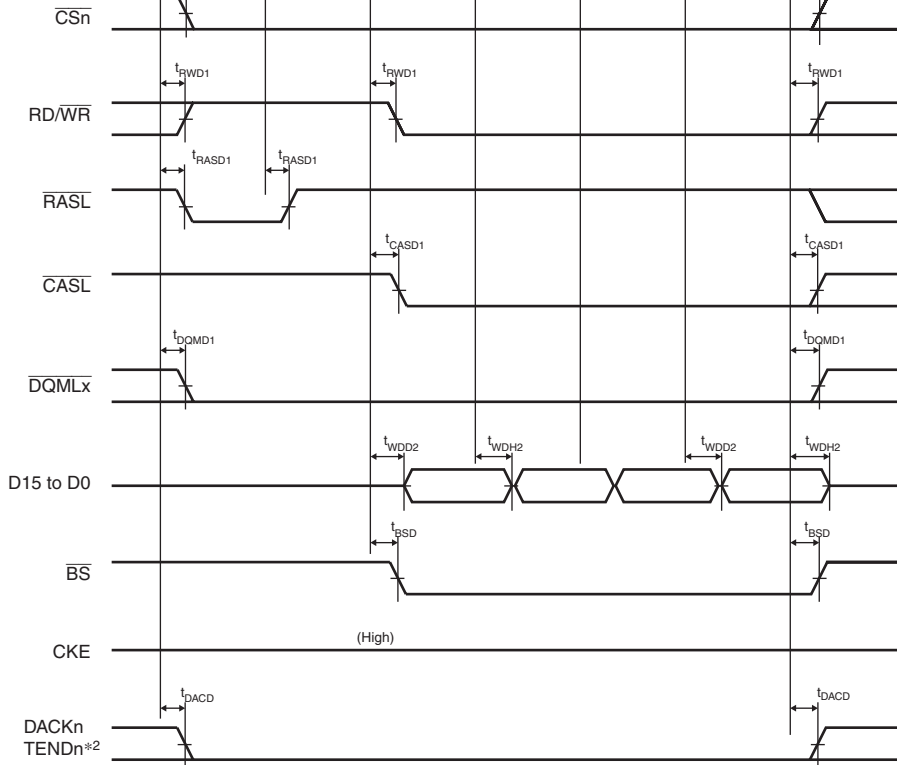 CSn
tRWD1 tRWD1 tRWD1
RD/WR
tRASD1 tRASD1
RASL
tCASD1 tCASD1
CASL
tDQMD1 tDQMD1
DQMLx
tWDD2 tWDH2 tWDD2 tWDH2
D15 to D0
tBSD tBSD
BS
(High)
CKE
tDACD tDACD
DACKn
TENDn*2